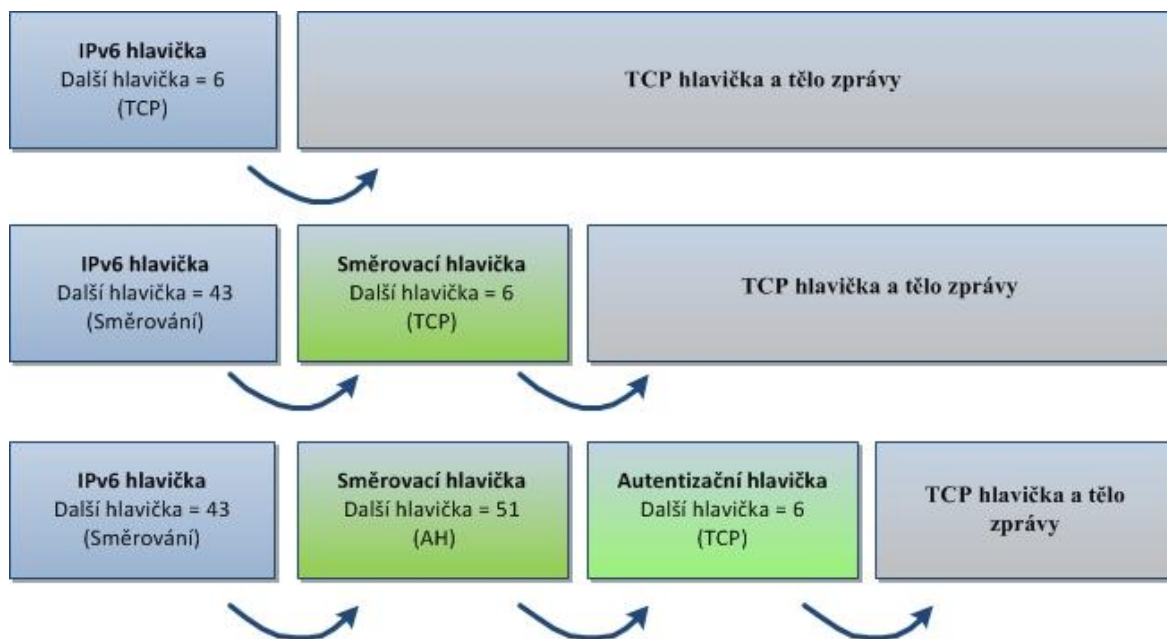 IPv6 hlavička
Další hlavička = 6
(TCP)
TCP hlavička a tělo zprávy
IPv6 hlavička
Další hlavička = 43
(Směrování)
Směrovací hlavička
Další hlavička = 6
(TCP)
TCP hlavička a tělo zprávy
IPv6 hlavička
Další hlavička = 43
(Směrování)
Směrovací hlavička
Další hlavička = 51
(AH)
Autentizační hlavička
Další hlavička = 6
(TCP)
TCP hlavička a tělo
zprávy